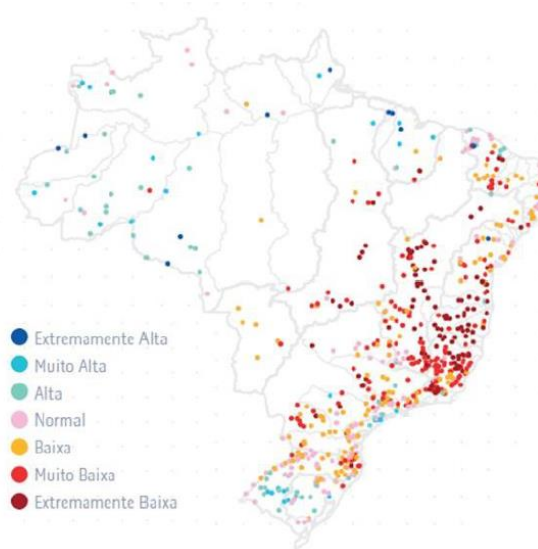 Extremamente Alta
Muito Alta
Alta
Normal
Baixa
Muito Baixa
Extremamente Baixa